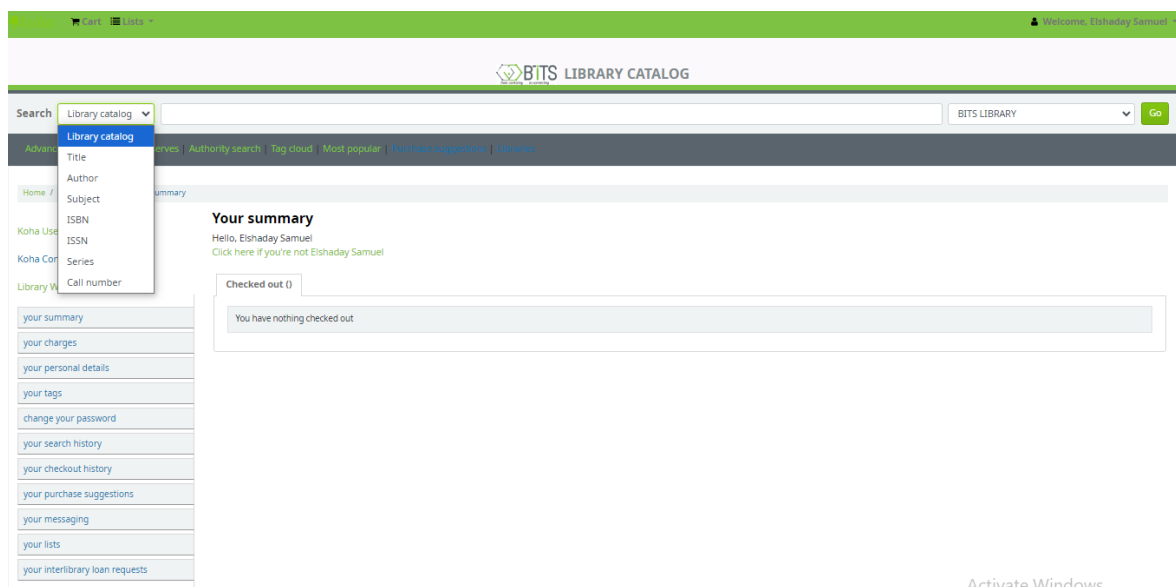 Cart Lists Welcome, Elshaday Samuel
BITS LIBRARY CATALOG
Search Library catalog BITS LIBRARY Go
Library catalog
Advanc erves | Authority search | Tag cloud | Most popular | Purchase suggestions | Libraries
Title
Author
Home / ummary
Subject
ISBN
Your summary
Koha Use
ISSN
Hello, Elshaday Samuel
Click here if you're not Elshaday Samuel
Koha Cor
Series
Library W
Call number
Checked out ()
your summary
You have nothing checked out
your charges
your personal details
your tags
change your password
your search history
your checkout history
your purchase suggestions
your messaging
your lists
your interlibrary loan requests
Activate Windows